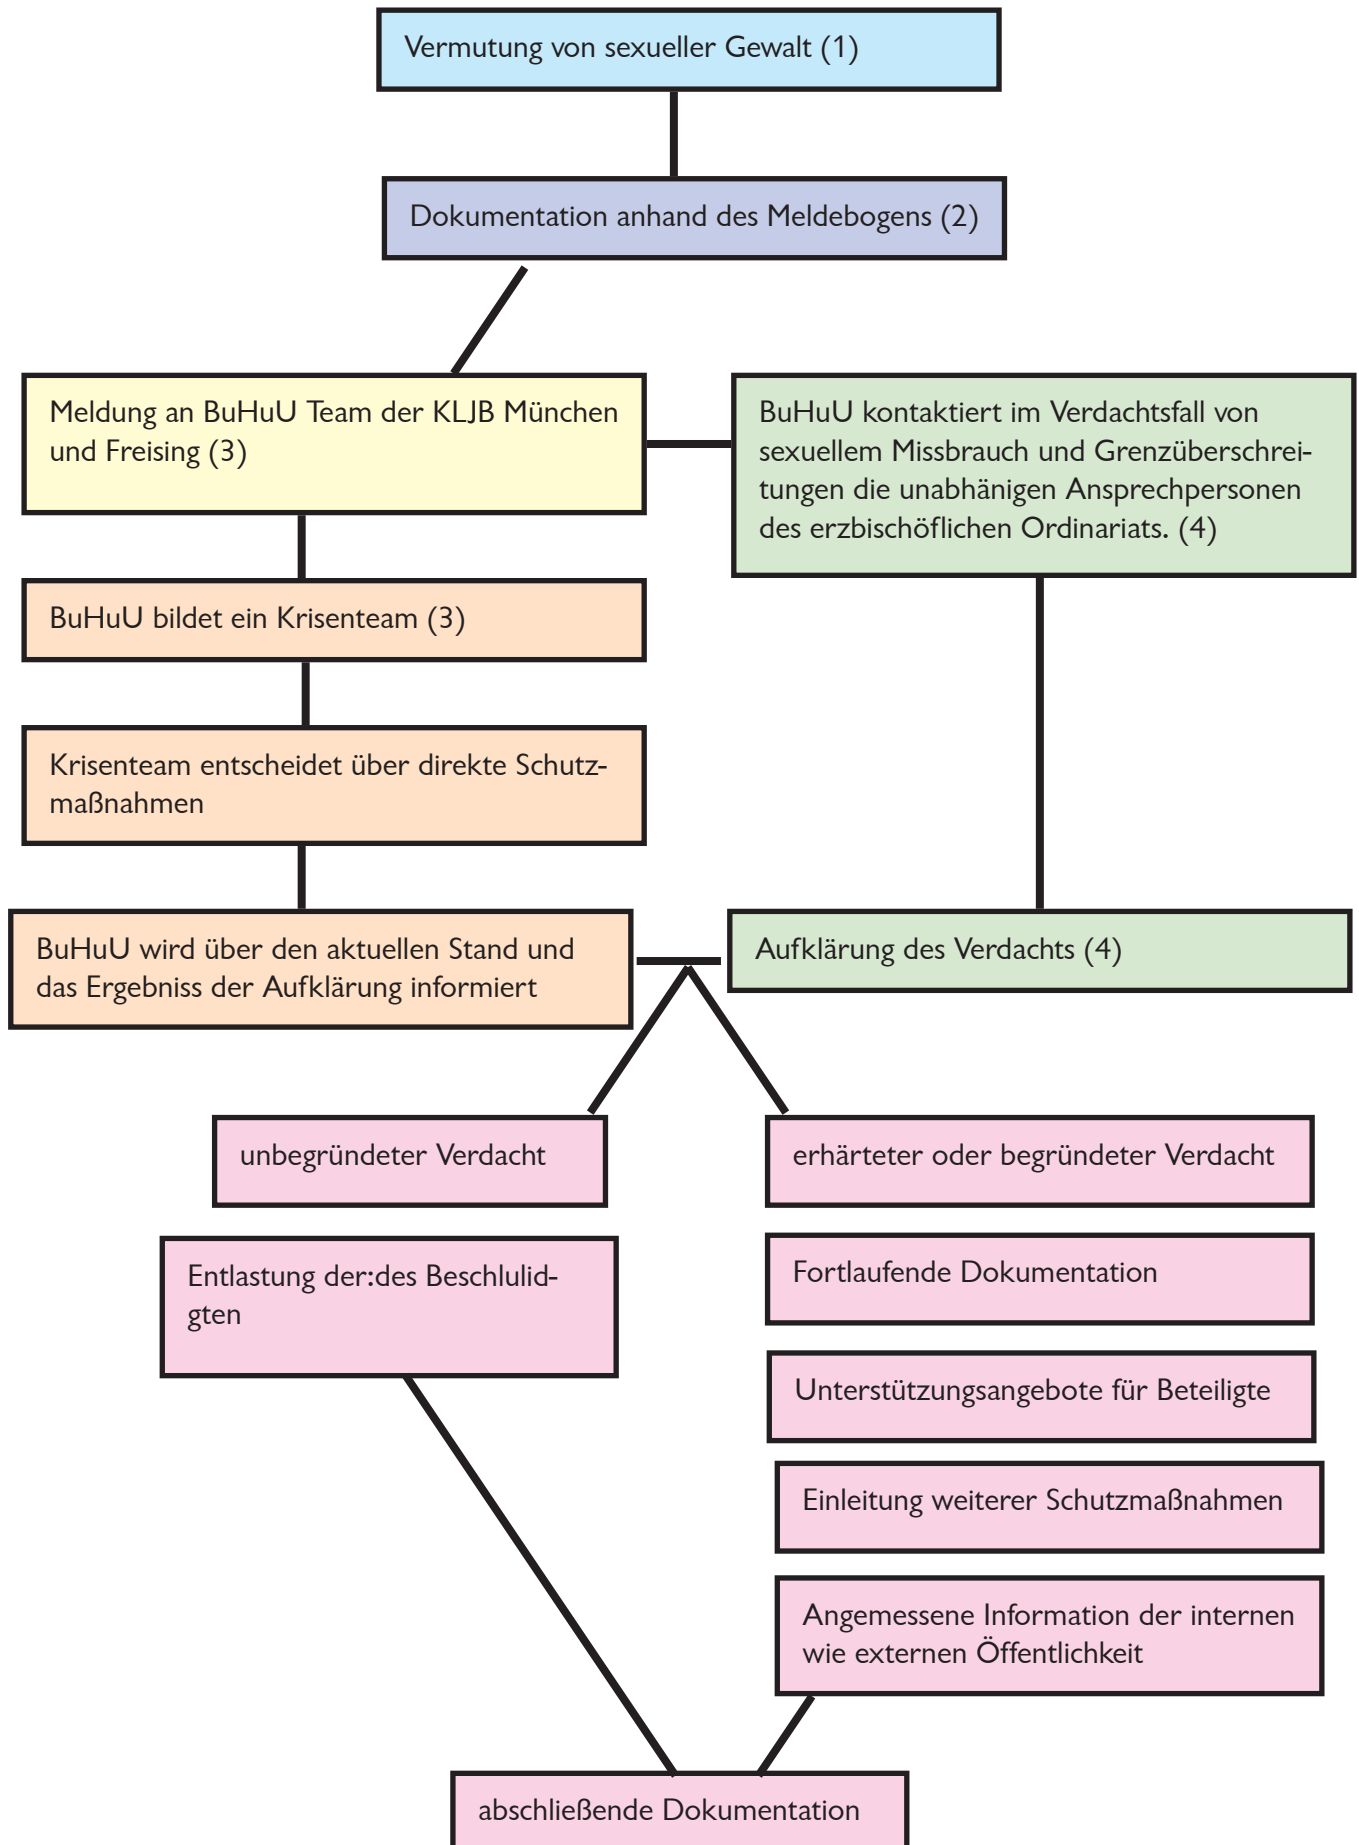 Vermutung von sexueller Gewalt (1)
Dokumentation anhand des Meldebogens (2)
Meldung an BuHuU Team der KLJB München
und Freising (3)
BuHuU kontaktiert im Verdachtsfall von
sexuellem Missbrauch und Grenzüberschrei-
tungen die unabhänigen Ansprechpersonen
des erzbischöflichen Ordinariats. (4)
BuHuU bildet ein Krisenteam (3)
Krisenteam entscheidet über direkte Schutz-
maßnahmen
BuHuU wird über den aktuellen Stand und
das Ergebniss der Aufklärung informiert
Aufklärung des Verdachts (4)
unbegründeter Verdacht
Entlastung der:des Beschlulid-
gten
erhärteter oder begründeter Verdacht
Fortlaufende Dokumentation
Unterstützungsangebote für Beteiligte
Einleitung weiterer Schutzmaßnahmen
Angemessene Information der internen
wie externen Öffentlichkeit
abschließende Dokumentation